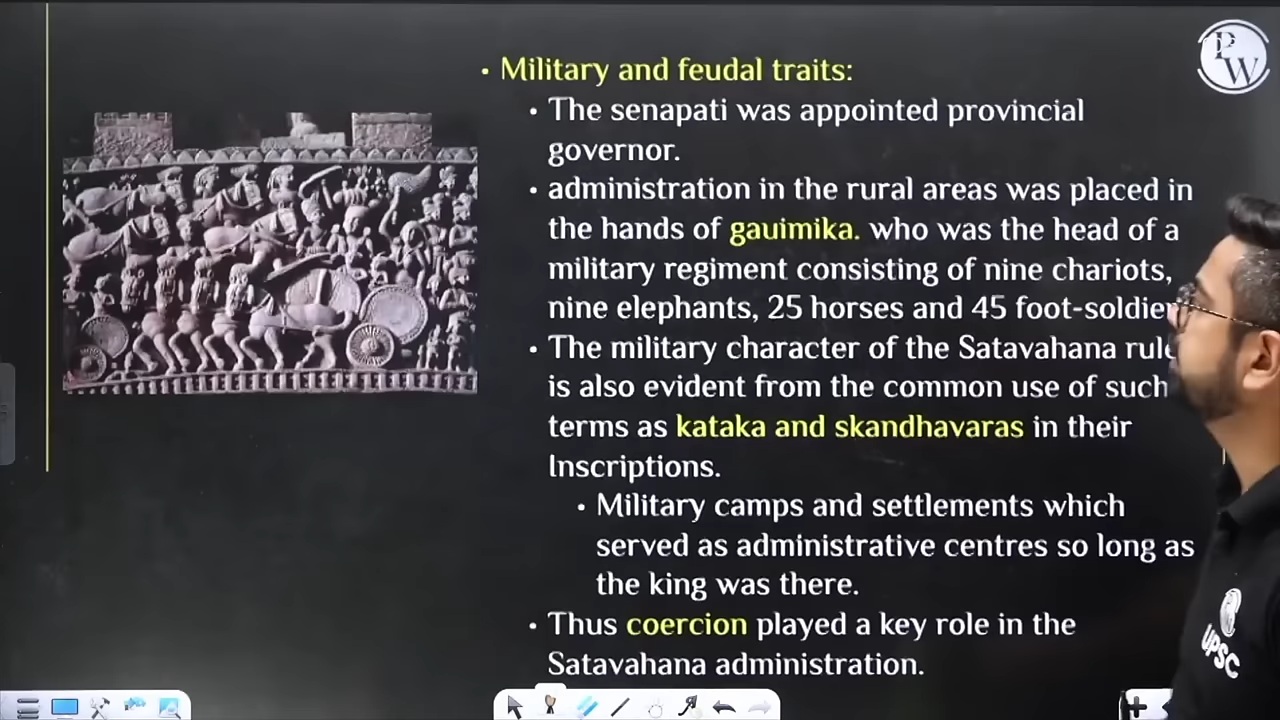 PW
• Military and feudal traits:
• The senapati was appointed provincial
governor.
• administration in the rural areas was placed in
the hands of gauimika. who was the head of a
military regiment consisting of nine chariots,
nine elephants, 25 horses and 45 foot-soldier
• The military character of the Satavahana rule
is also evident from the common use of such
terms as kataka and skandhavaras in their
Inscriptions.
• Military camps and settlements which
served as administrative centres so long as
the king was there.
• Thus coercion played a key role in the
Satavahana administration.
UPSC